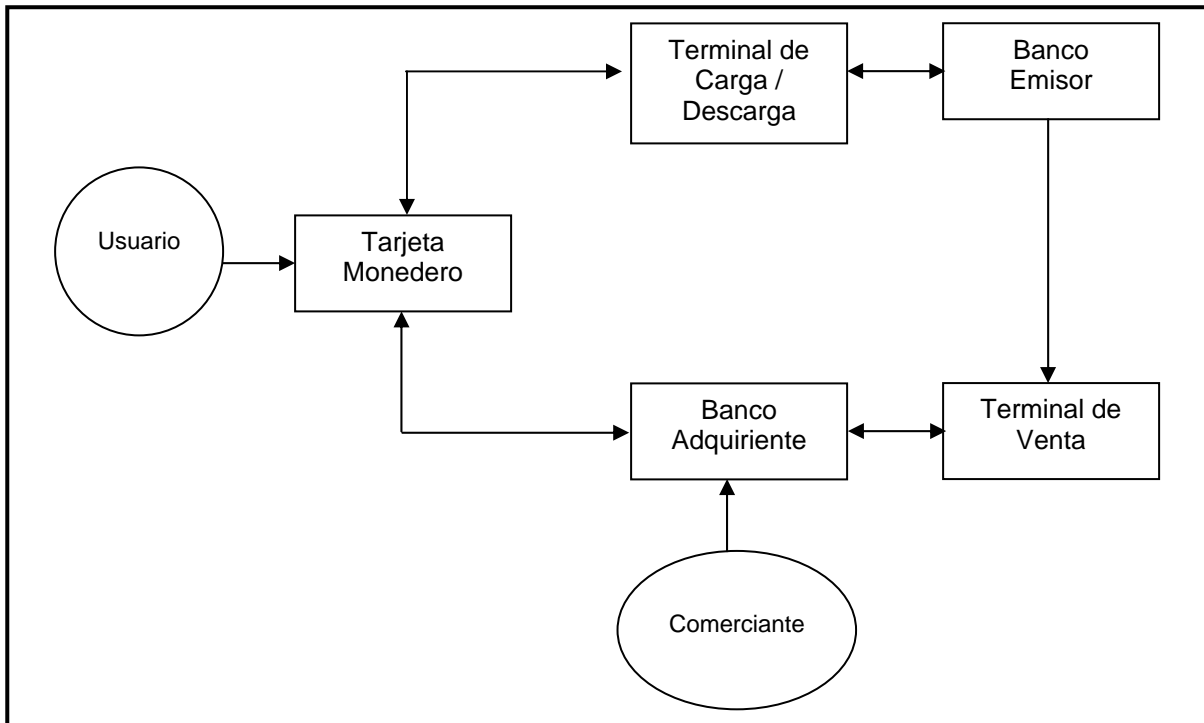 Terminal de
Carga /
Descarga
Banco
Emisor
Usuario
Tarjeta
Monedero
Banco
Adquiriente
Terminal de
Venta
Comerciante